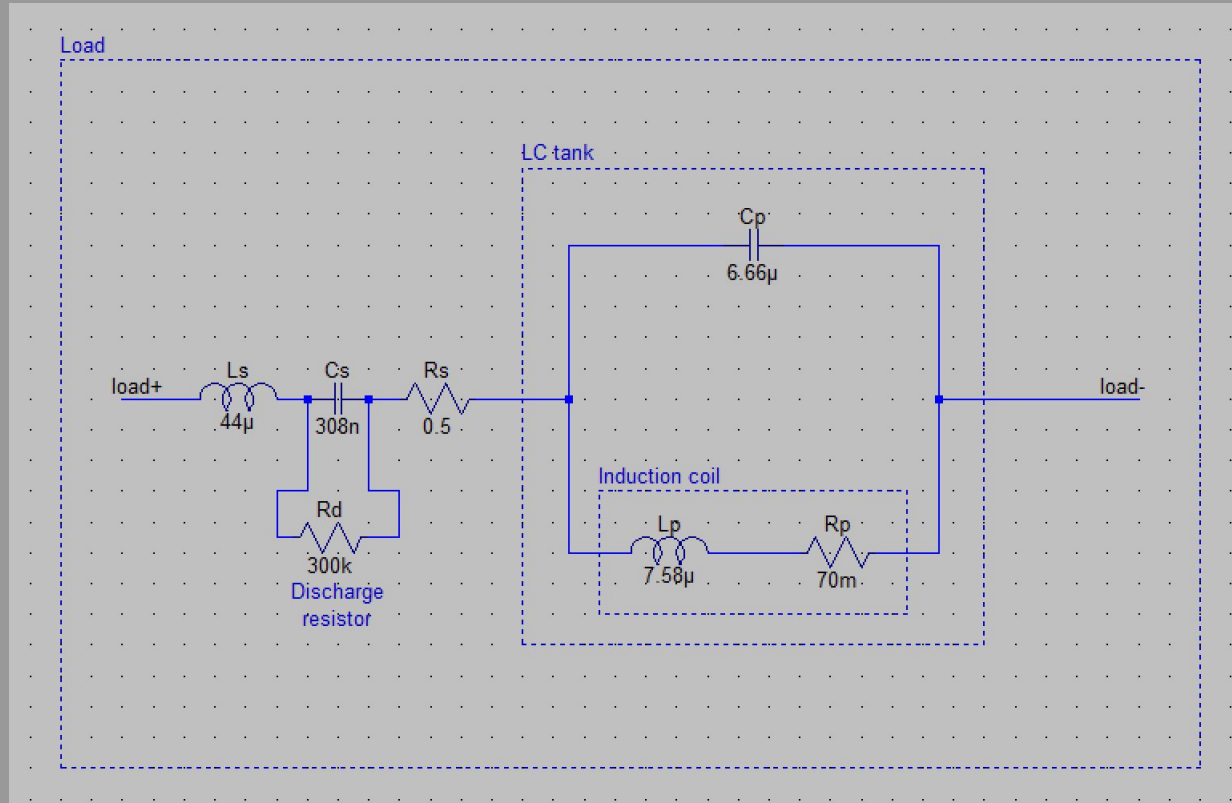 Load
LC tank
Cp
6.66µ
load+
Ls
44µ
Cs
308n
Rs
0.5
load-
Rd
300k
Discharge
resistor
Induction coil
Lp
7.58µ
Rp
70m